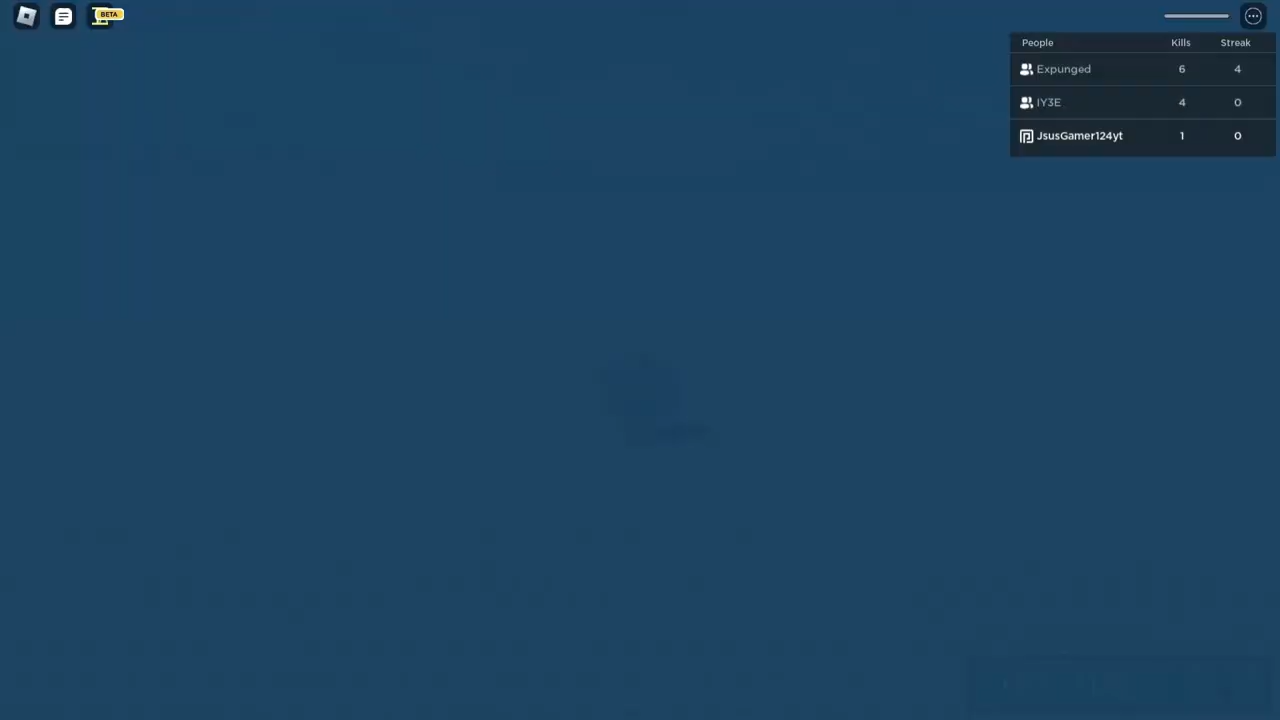 BETA
People Kills Streak
Expunged 6 4
IY3E 4 0
JsusGamer124yt 1 0